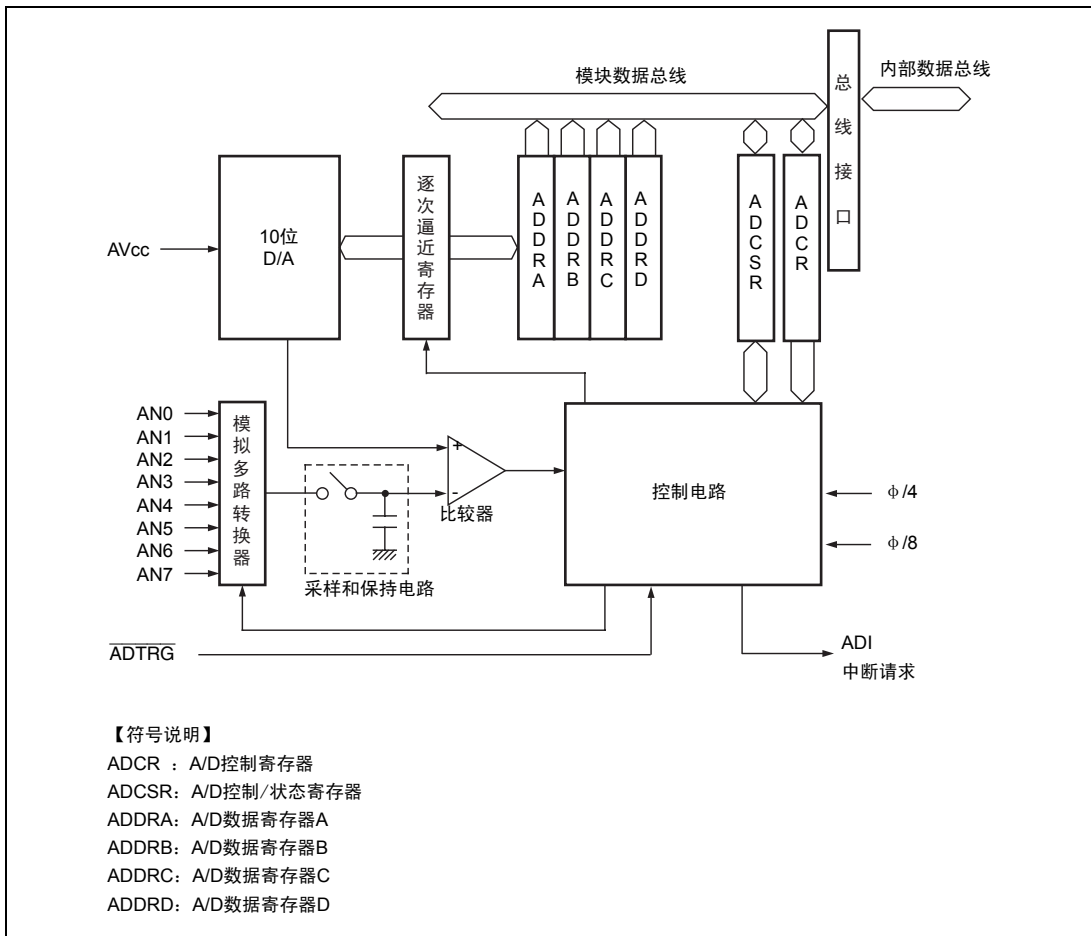 模块数据总线
内部数据总线
总线接口
AVcc
10位
D/A
逐次逼近寄存器
ADDRA
ADDRB
ADDRC
ADDRD
ADCSR
ADCR
AN0
AN1
AN2
AN3
AN4
AN5
AN6
AN7
模拟多路转换器
+
-
比较器
采样和保持电路
控制电路
φ/4
φ/8
ADTRG
ADI
中断请求
【符号说明】
ADCR ：A/D控制寄存器
ADCSR：A/D控制/状态寄存器
ADDRA：A/D数据寄存器A
ADDRB：A/D数据寄存器B
ADDRC：A/D数据寄存器C
ADDRD：A/D数据寄存器D